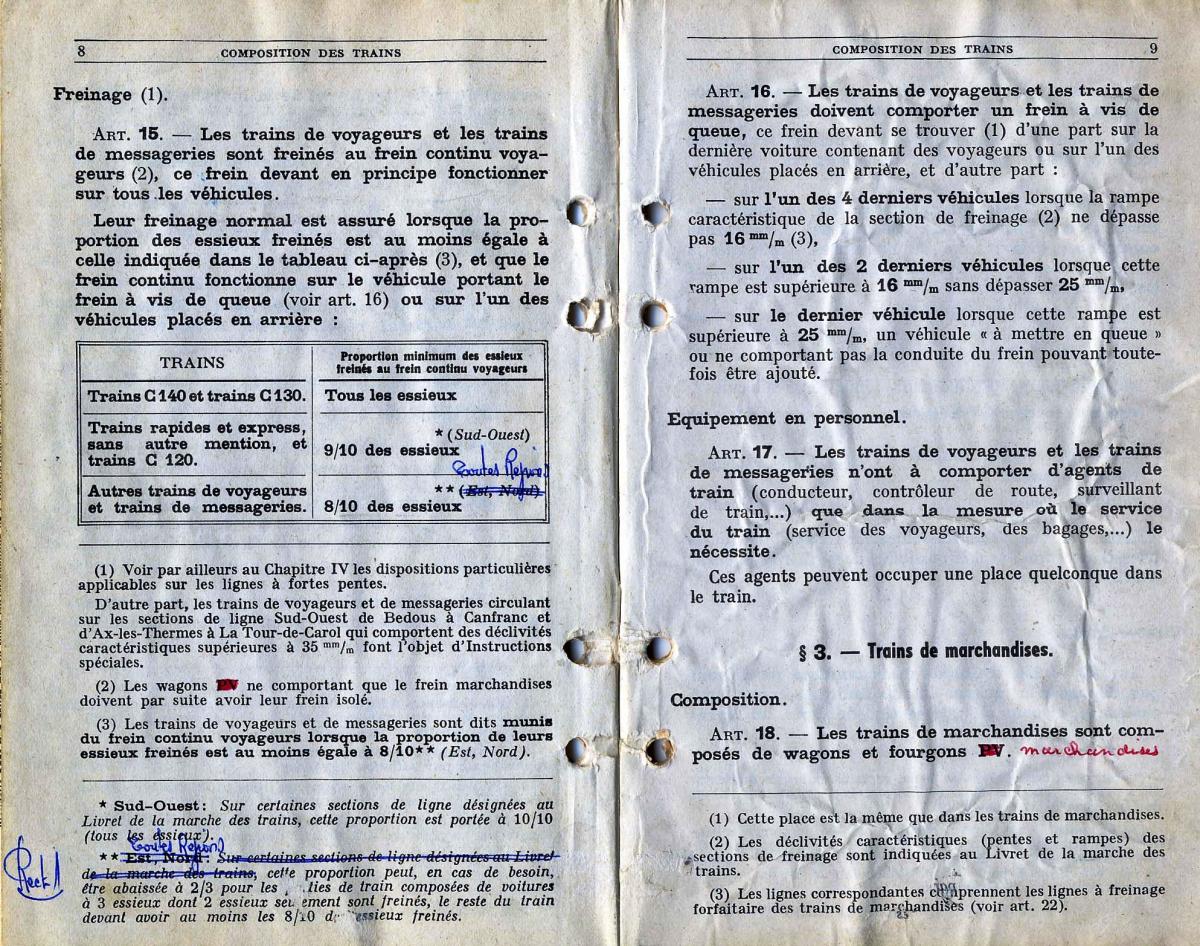 8
COMPOSITION DES TRAINS
Freinage (1).
ART. 15. — Les trains de voyageurs et les trains
de messageries sont freinés au frein continu voya-
geurs (2), ce frein devant en principe fonctionner
sur tous les véhicules.
Leur freinage normal est assuré lorsque la pro-
portion des essieux freinés est au moins égale à
celle indiquée dans le tableau ci-après (3), et que le
frein continu fonctionne sur le véhicule portant le
frein à vis de queue (voir art. 16) ou sur l'un des
véhicules placés en arrière :
TRAINS
Proportion minimum des essieux
freinés au frein continu voyageurs
Trains C 140 et trains C 130.
Tous les essieux
Trains rapides et express,
sans autre mention, et
trains C 120.
* (Sud-Ouest)
9/10 des essieux
Toutes Régions
Autres trains de voyageurs
et trains de messageries.
** (Est, Nord)
8/10 des essieux
(1) Voir par ailleurs au Chapitre IV les dispositions particulières
applicables sur les lignes à fortes pentes.
D'autre part, les trains de voyageurs et de messageries circulant
sur les sections de ligne Sud-Ouest de Bedous à Canfranc et
d'Ax-les-Thermes à La Tour-de-Carol qui comportent des déclivités
caractéristiques supérieures à 35 mm/m font l'objet d'Instructions
spéciales.
(2) Les wagons PV ne comportant que le frein marchandises
doivent par suite avoir leur frein isolé.
(3) Les trains de voyageurs et de messageries sont dits munis
du frein continu voyageurs lorsque la proportion de leurs
essieux freinés est au moins égale à 8/10** (Est, Nord).
* Sud-Ouest : Sur certaines sections de ligne désignées au
Livret de la marche des trains, cette proportion est portée à 10/10
(tous les essieux).
Toutes Régions
** Est, Nord : Sur certaines sections de ligne désignées au Livret
de la marche des trains, cette proportion peut, en cas de besoin,
être abaissée à 2/3 pour les lies de train composées de voitures
à 3 essieux dont 2 essieux seulement sont freinés, le reste du train
devant avoir au moins les 8/10 de essieux freinés.
Rect 1
COMPOSITION DES TRAINS
9
ART. 16. — Les trains de voyageurs et les trains de
messageries doivent comporter un frein à vis de
queue, ce frein devant se trouver (1) d'une part sur la
dernière voiture contenant des voyageurs ou sur l'un des
véhicules placés en arrière, et d'autre part :
— sur l'un des 4 derniers véhicules lorsque la rampe
caractéristique de la section de freinage (2) ne dépasse
pas 16 mm/m (3),
— sur l'un des 2 derniers véhicules lorsque cette
rampe est supérieure à 16 mm/m sans dépasser 25 mm/m,
— sur le dernier véhicule lorsque cette rampe est
supérieure à 25 mm/m, un véhicule « à mettre en queue »
ou ne comportant pas la conduite du frein pouvant toute-
fois être ajouté.
Equipement en personnel.
ART. 17. — Les trains de voyageurs et les trains
de messageries n'ont à comporter d'agents de
train (conducteur, contrôleur de route, surveillant
de train,...) que dans la mesure où le service
du train (service des voyageurs, des bagages,...) le
nécessite.
Ces agents peuvent occuper une place quelconque dans
le train.
§ 3. — Trains de marchandises.
Composition.
ART. 18. — Les trains de marchandises sont com-
posés de wagons et fourgons PV. marchandises
(1) Cette place est la même que dans les trains de marchandises.
(2) Les déclivités caractéristiques (pentes et rampes) des
sections de freinage sont indiquées au Livret de la marche des
trains.
(3) Les lignes correspondantes comprennent les lignes à freinage
forfaitaire des trains de marchandises (voir art. 22).